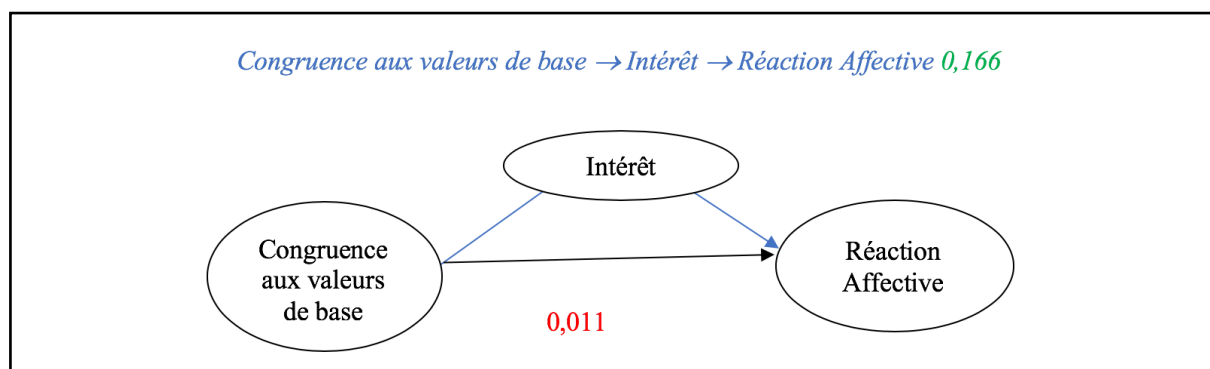 Congruence aux valeurs de base → Intérêt → Réaction Affective 0,166
Intérêt
Congruence
aux valeurs
de base
Réaction
Affective
0,011